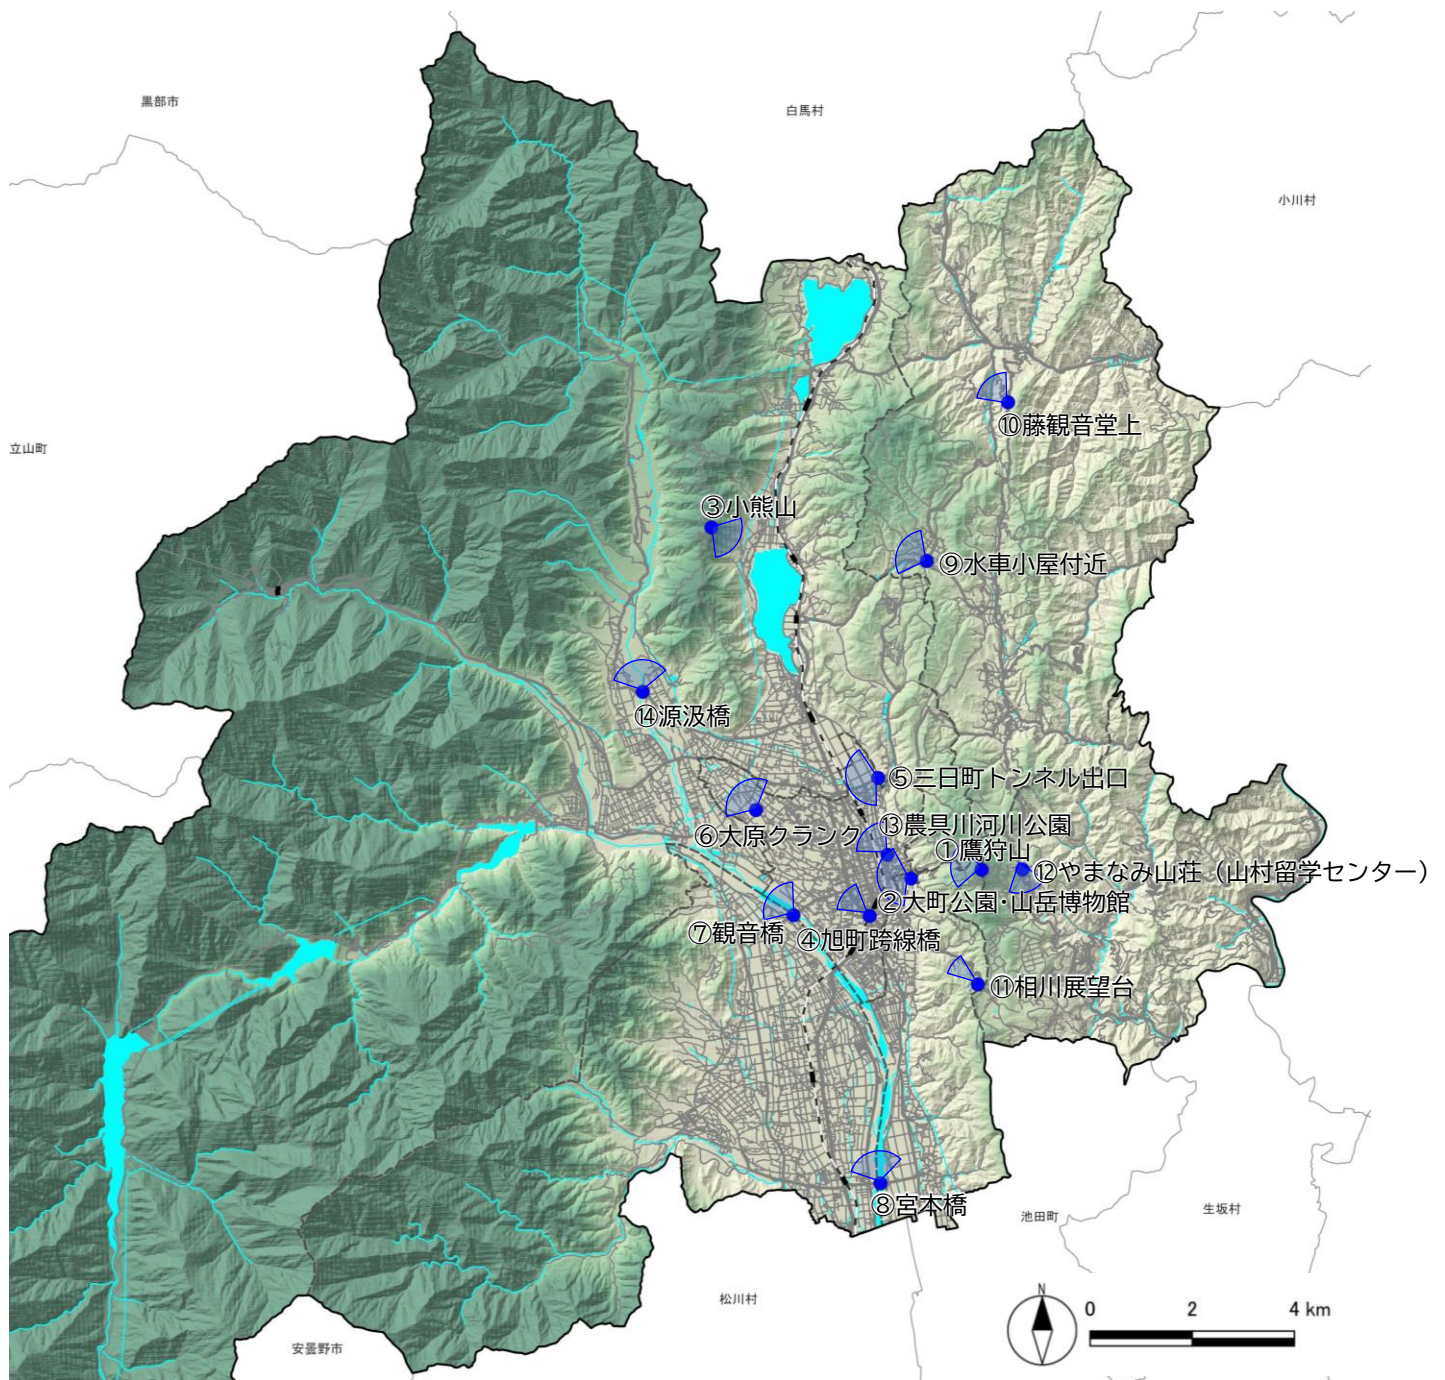 黒部市
白馬村
小川村
立山町
⑩藤観音堂上
③小熊山
⑨水車小屋付近
⑭源汲橋
⑤三日町トンネル出口
⑬農具川河川公園
⑥大原クランク
①鷹狩山
⑫やまなみ山荘（山村留学センター）
②大町公園・山岳博物館
⑦観音橋
④旭町跨線橋
⑪相川展望台
⑧宮本橋
池田町
生坂村
松川村
安曇野市
N
0 2 4 km